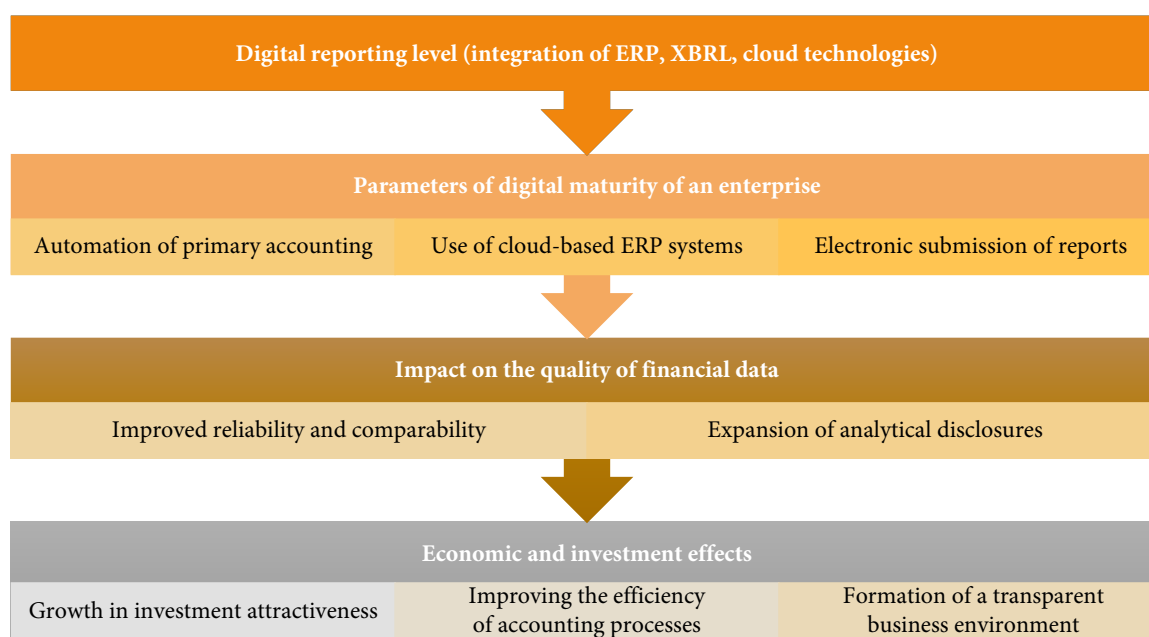 Digital reporting level (integration of ERP, XBRL, cloud technologies)
Parameters of digital maturity of an enterprise
Automation of primary accounting
Use of cloud-based ERP systems
Electronic submission of reports
Impact on the quality of financial data
Improved reliability and comparability
Expansion of analytical disclosures
Economic and investment effects
Growth in investment attractiveness
Improving the efficiency
of accounting processes
Formation of a transparent
business environment